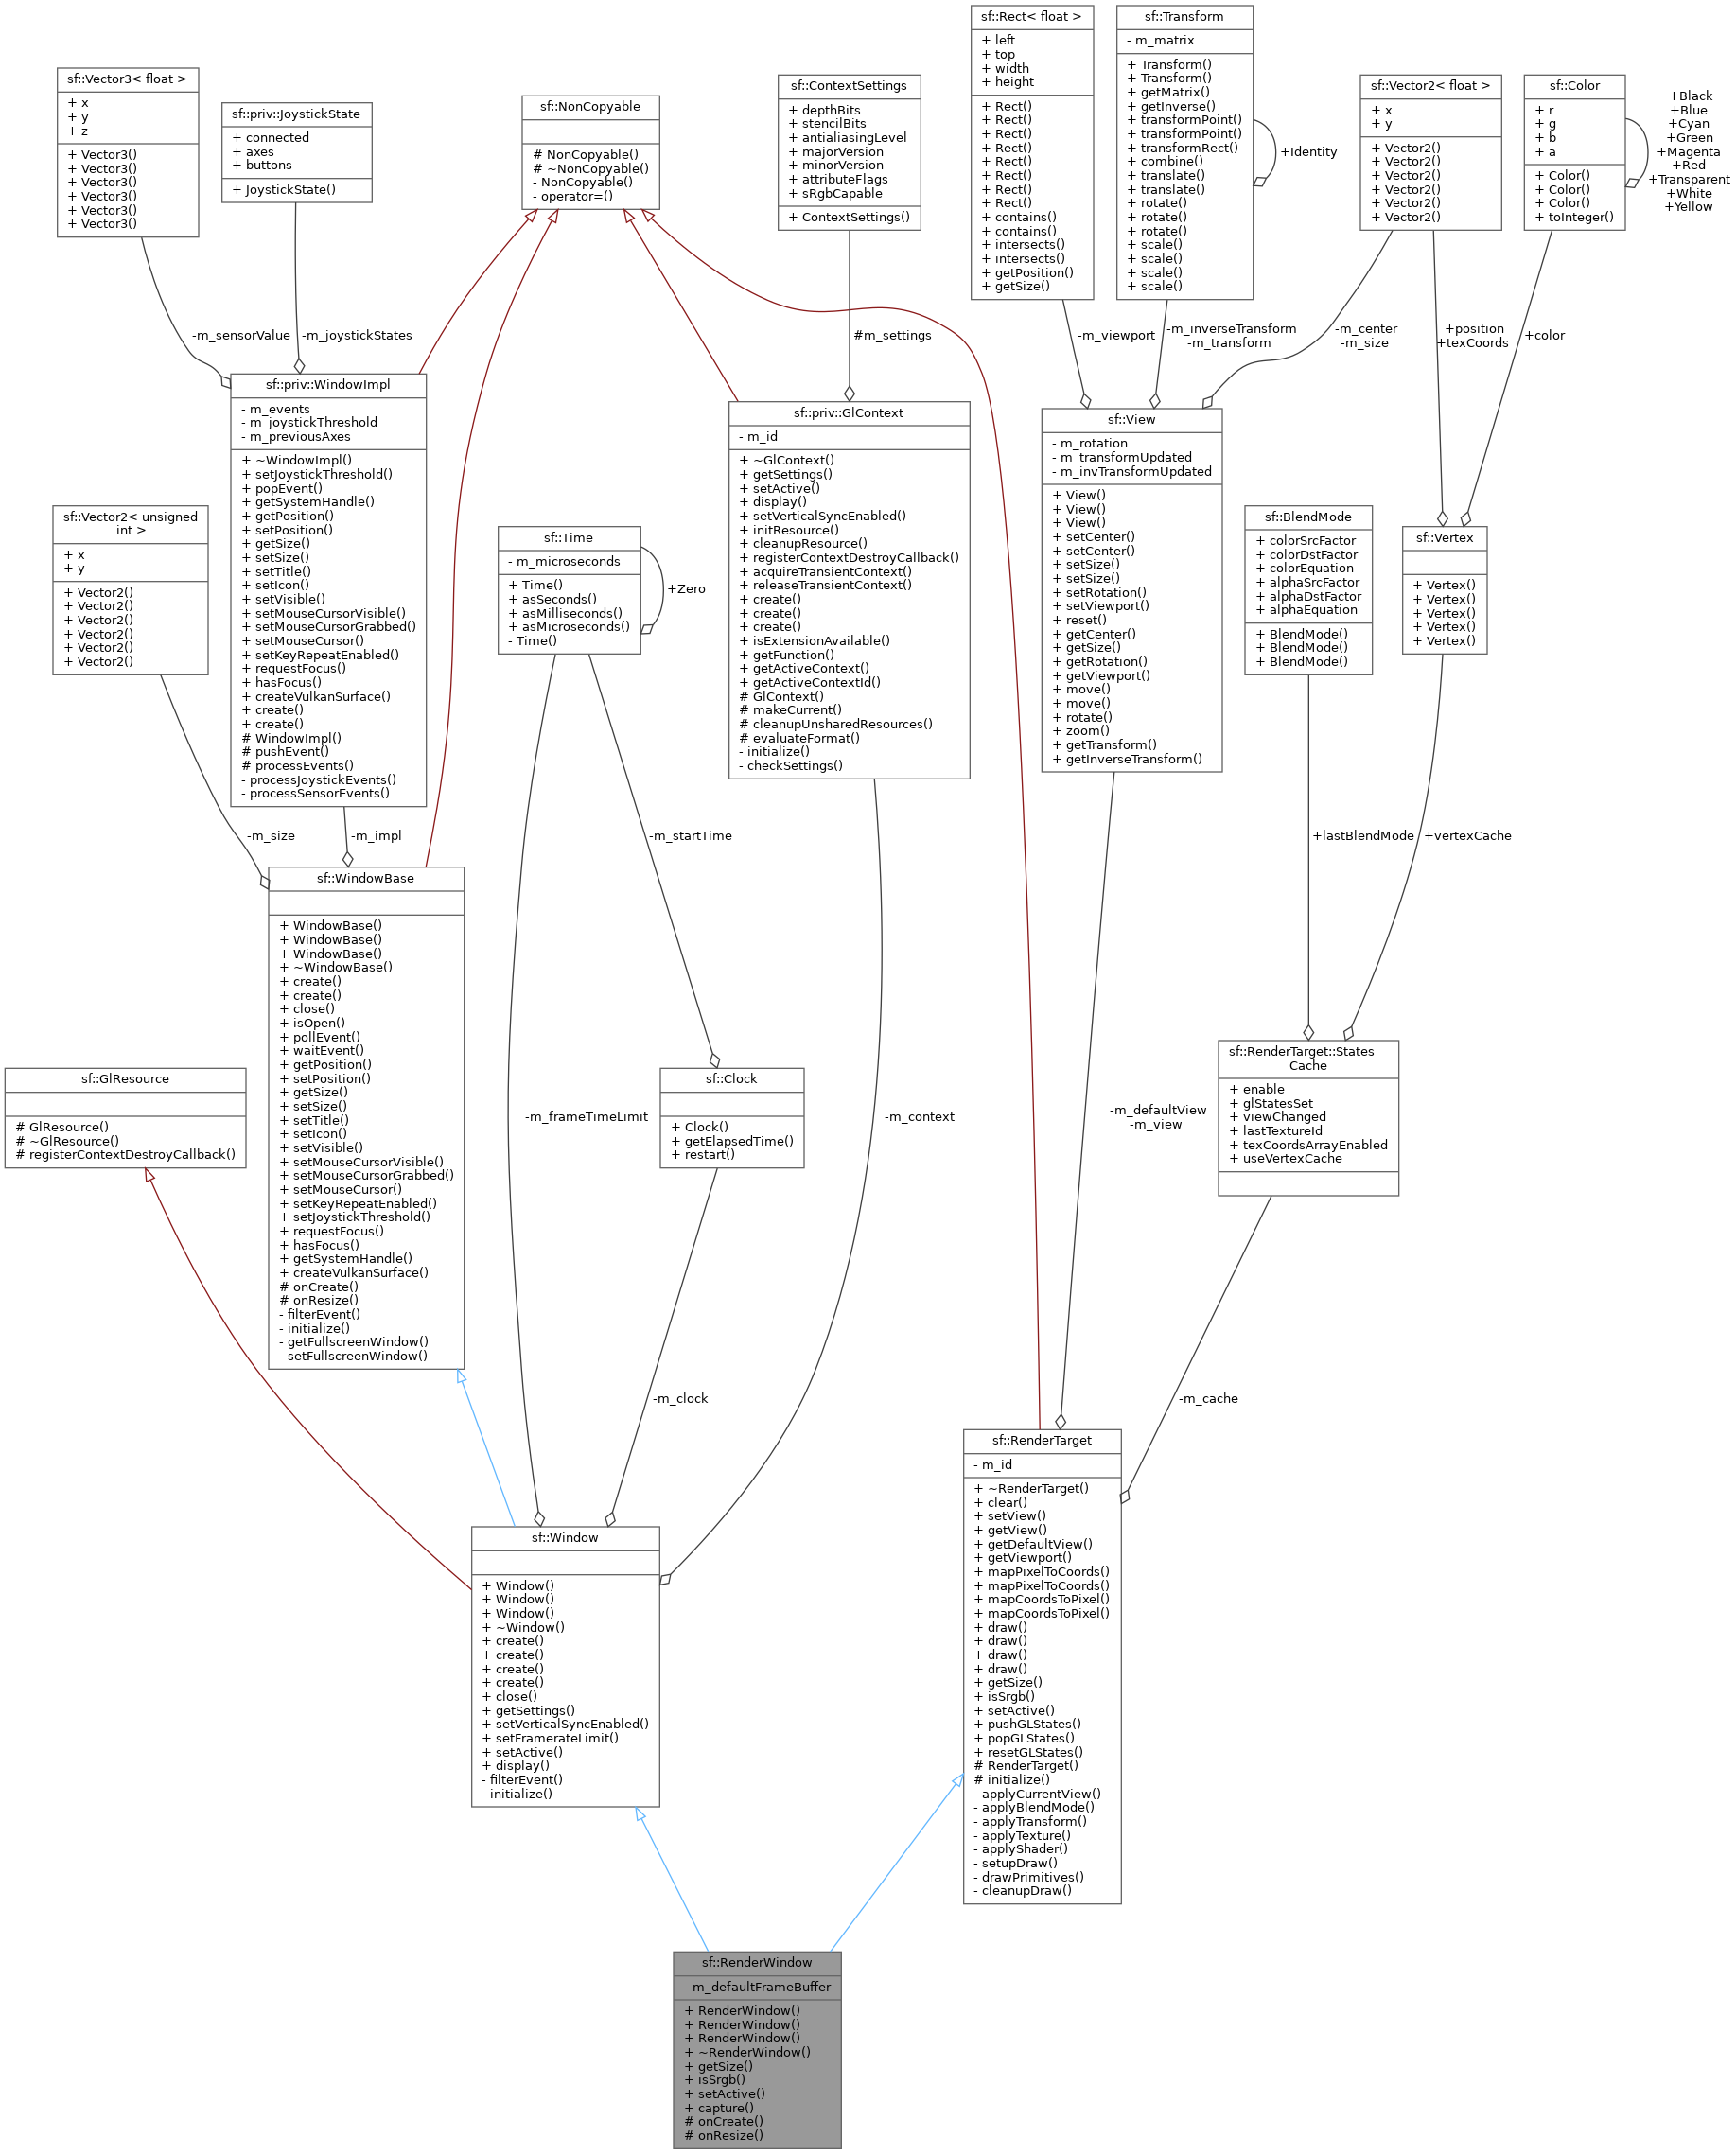 sf::Rect< float >
+ left
+ top
+ width
+ height
+ Rect()
+ Rect()
+ Rect()
+ Rect()
+ Rect()
+ Rect()
+ Rect()
+ Rect()
+ contains()
+ contains()
+ intersects()
+ intersects()
+ getPosition()
+ getSize()
sf::Transform
- m_matrix
+ Transform()
+ Transform()
+ getMatrix()
+ getInverse()
+ transformPoint()
+ transformPoint()
+ transformRect()
+ combine()
+ translate()
+ translate()
+ rotate()
+ rotate()
+ rotate()
+ scale()
+ scale()
+ scale()
+ scale()
+Identity
sf::Vector3< float >
+ x
+ y
+ z
+ Vector3()
+ Vector3()
+ Vector3()
+ Vector3()
+ Vector3()
+ Vector3()
sf::priv::JoystickState
+ connected
+ axes
+ buttons
+ JoystickState()
sf::NonCopyable
# NonCopyable()
# ~NonCopyable()
- NonCopyable()
- operator=()
sf::ContextSettings
+ depthBits
+ stencilBits
+ antialiasingLevel
+ majorVersion
+ minorVersion
+ attributeFlags
+ sRgbCapable
+ ContextSettings()
sf::Vector2< float >
+ x
+ y
+ Vector2()
+ Vector2()
+ Vector2()
+ Vector2()
+ Vector2()
+ Vector2()
sf::Color
+ r
+ g
+ b
+ a
+ Color()
+ Color()
+ Color()
+ toInteger()
+Black
+Blue
+Cyan
+Green
+Magenta
+Red
+Transparent
+White
+Yellow
-m_sensorValue
-m_joystickStates
#m_settings
-m_viewport
-m_inverseTransform
-m_transform
-m_center
-m_size
+position
+texCoords
+color
sf::priv::WindowImpl
- m_events
- m_joystickThreshold
- m_previousAxes
+ ~WindowImpl()
+ setJoystickThreshold()
+ popEvent()
+ getSystemHandle()
+ getPosition()
+ setPosition()
+ getSize()
+ setSize()
+ setTitle()
+ setIcon()
+ setVisible()
+ setMouseCursorVisible()
+ setMouseCursorGrabbed()
+ setMouseCursor()
+ setKeyRepeatEnabled()
+ requestFocus()
+ hasFocus()
+ createVulkanSurface()
+ create()
+ create()
# WindowImpl()
# pushEvent()
# processEvents()
- processJoystickEvents()
- processSensorEvents()
sf::priv::GlContext
- m_id
+ ~GlContext()
+ getSettings()
+ setActive()
+ display()
+ setVerticalSyncEnabled()
+ initResource()
+ cleanupResource()
+ registerContextDestroyCallback()
+ acquireTransientContext()
+ releaseTransientContext()
+ create()
+ create()
+ create()
+ isExtensionAvailable()
+ getFunction()
+ getActiveContext()
+ getActiveContextId()
# GlContext()
# makeCurrent()
# cleanupUnsharedResources()
# evaluateFormat()
- initialize()
- checkSettings()
sf::View
- m_rotation
- m_transformUpdated
- m_invTransformUpdated
+ View()
+ View()
+ View()
+ setCenter()
+ setCenter()
+ setSize()
+ setSize()
+ setRotation()
+ setViewport()
+ reset()
+ getCenter()
+ getSize()
+ getRotation()
+ getViewport()
+ move()
+ move()
+ rotate()
+ zoom()
+ getTransform()
+ getInverseTransform()
sf::Vector2< unsigned
int >
+ x
+ y
+ Vector2()
+ Vector2()
+ Vector2()
+ Vector2()
+ Vector2()
+ Vector2()
sf::Time
- m_microseconds
+ Time()
+ asSeconds()
+ asMilliseconds()
+ asMicroseconds()
- Time()
+Zero
sf::BlendMode
+ colorSrcFactor
+ colorDstFactor
+ colorEquation
+ alphaSrcFactor
+ alphaDstFactor
+ alphaEquation
+ BlendMode()
+ BlendMode()
+ BlendMode()
sf::Vertex
+ Vertex()
+ Vertex()
+ Vertex()
+ Vertex()
+ Vertex()
-m_size
-m_impl
-m_startTime
+lastBlendMode
+vertexCache
sf::WindowBase
+ WindowBase()
+ WindowBase()
+ WindowBase()
+ ~WindowBase()
+ create()
+ create()
+ close()
+ isOpen()
+ pollEvent()
+ waitEvent()
+ getPosition()
+ setPosition()
+ getSize()
+ setSize()
+ setTitle()
+ setIcon()
+ setVisible()
+ setMouseCursorVisible()
+ setMouseCursorGrabbed()
+ setMouseCursor()
+ setKeyRepeatEnabled()
+ setJoystickThreshold()
+ requestFocus()
+ hasFocus()
+ getSystemHandle()
+ createVulkanSurface()
# onCreate()
# onResize()
- filterEvent()
- initialize()
- getFullscreenWindow()
- setFullscreenWindow()
sf::GlResource
# GlResource()
# ~GlResource()
# registerContextDestroyCallback()
-m_frameTimeLimit
sf::Clock
+ Clock()
+ getElapsedTime()
+ restart()
-m_context
-m_defaultView
-m_view
sf::RenderTarget::States
Cache
+ enable
+ glStatesSet
+ viewChanged
+ lastTextureId
+ texCoordsArrayEnabled
+ useVertexCache
-m_clock
-m_cache
sf::Window
+ Window()
+ Window()
+ Window()
+ ~Window()
+ create()
+ create()
+ create()
+ create()
+ close()
+ getSettings()
+ setVerticalSyncEnabled()
+ setFramerateLimit()
+ setActive()
+ display()
- filterEvent()
- initialize()
sf::RenderTarget
- m_id
+ ~RenderTarget()
+ clear()
+ setView()
+ getView()
+ getDefaultView()
+ getViewport()
+ mapPixelToCoords()
+ mapPixelToCoords()
+ mapCoordsToPixel()
+ mapCoordsToPixel()
+ draw()
+ draw()
+ draw()
+ draw()
+ getSize()
+ isSrgb()
+ setActive()
+ pushGLStates()
+ popGLStates()
+ resetGLStates()
# RenderTarget()
# initialize()
- applyCurrentView()
- applyBlendMode()
- applyTransform()
- applyTexture()
- applyShader()
- setupDraw()
- drawPrimitives()
- cleanupDraw()
sf::RenderWindow
- m_defaultFrameBuffer
+ RenderWindow()
+ RenderWindow()
+ RenderWindow()
+ ~RenderWindow()
+ getSize()
+ isSrgb()
+ setActive()
+ capture()
# onCreate()
# onResize()